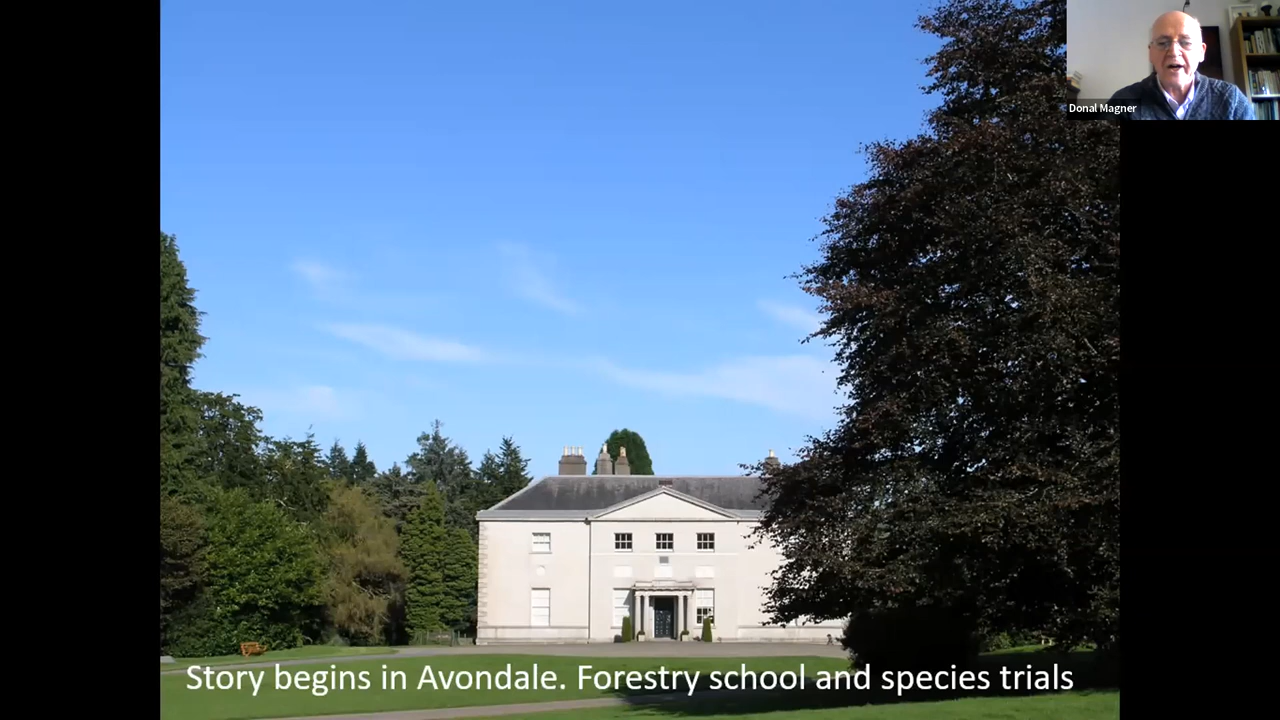 Donal Magner
Story begins in Avondale. Forestry school and species trials